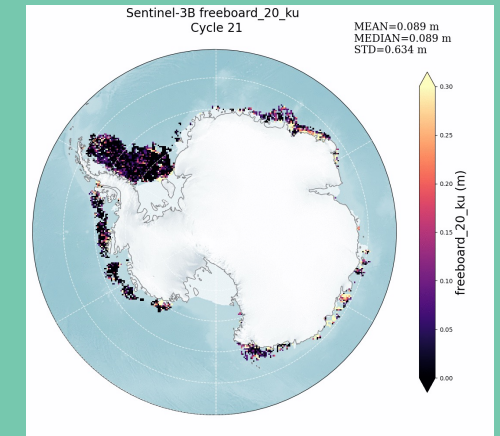 Sentinel-3B freeboard_20_ku
Cycle 21
MEAN=0.089 m
MEDIAN=0.089 m
STD=0.634 m
0.30
0.25
0.20
0.15
0.10
0.05
0.00
freeboard_20_ku (m)